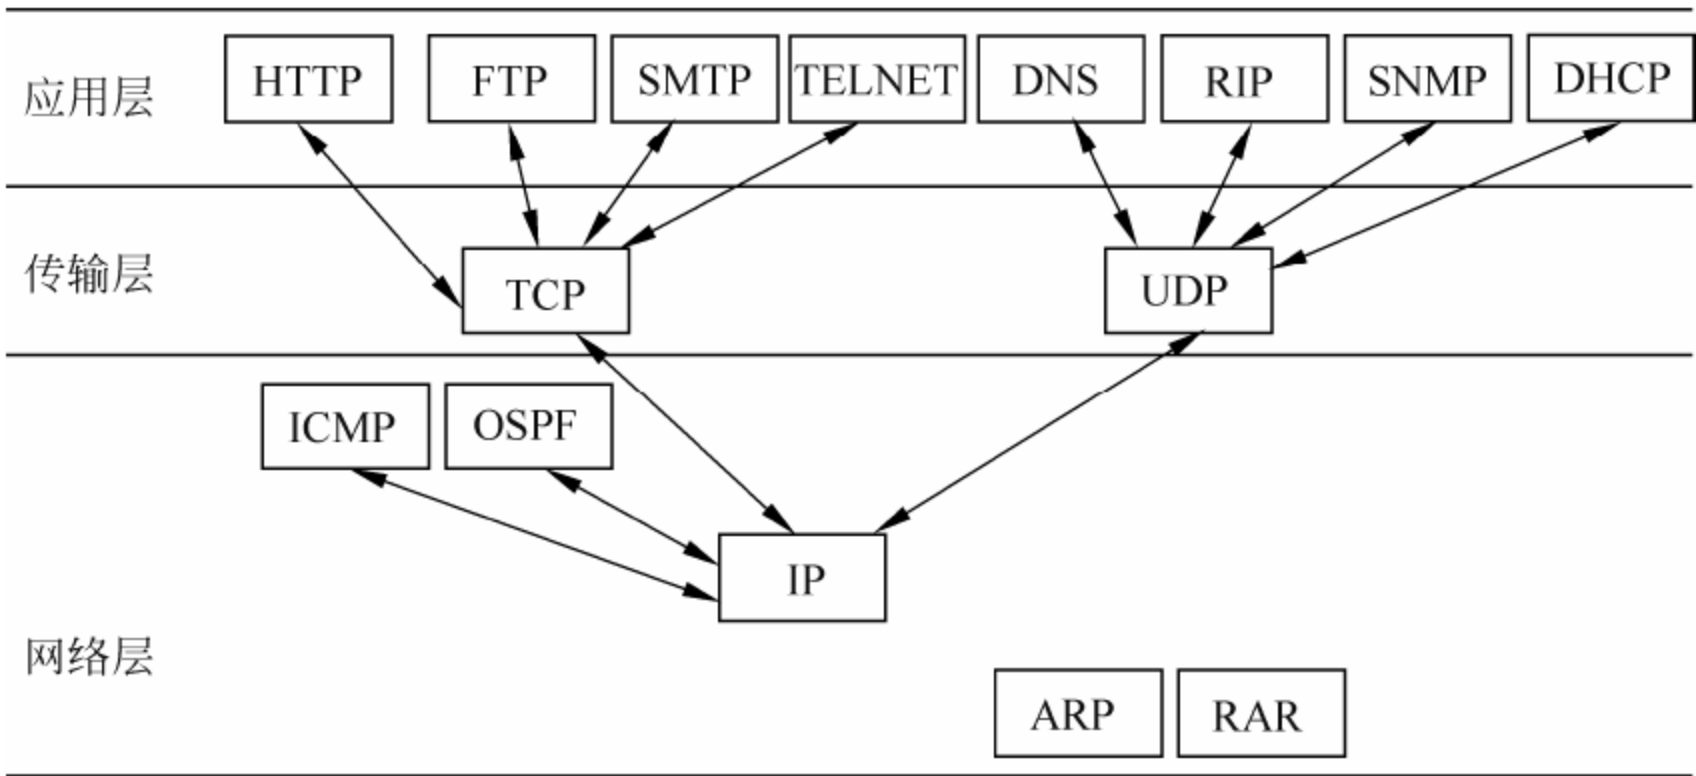 应用层
HTTP
FTP
SMTP
TELNET
DNS
RIP
SNMP
DHCP
传输层
TCP
UDP
ICMP
OSPF
IP
网络层
ARP
RAR